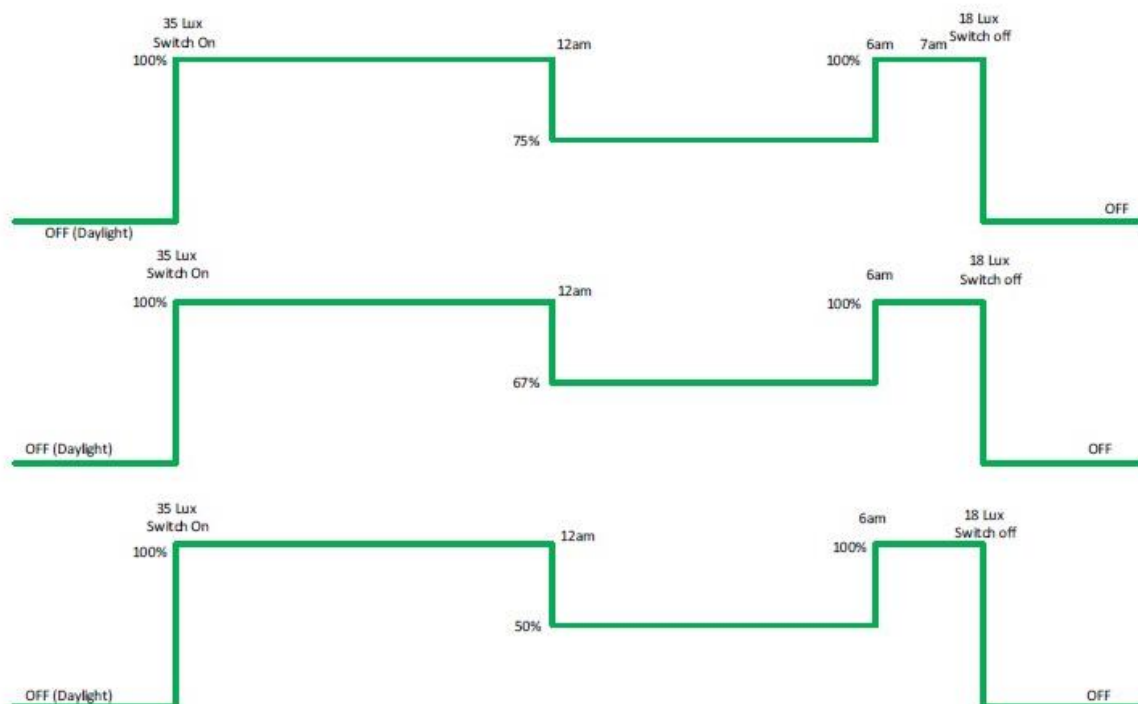 35 Lux
Switch On
100%
12am
75%
100%
6am
7am
18 Lux
Switch off
OFF
OFF (Daylight)
35 Lux
Switch On
100%
12am
67%
100%
6am
18 Lux
Switch off
OFF (Daylight)
OFF
35 Lux
Switch On
100%
12am
50%
100%
6am
18 Lux
Switch off
OFF (Daylight)
OFF